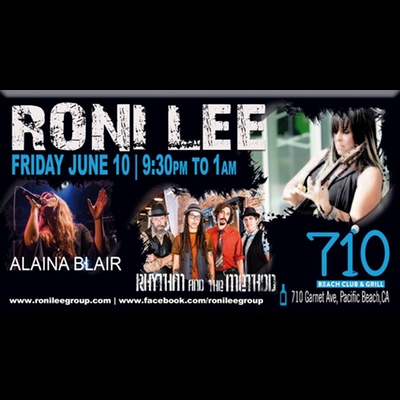 RONI LEE
FRIDAY JUNE 10 | 9:30PM TO 1AM
ALAINA BLAIR
RHYTHM AND THE METHOD
710
BEACH CLUB & GRILL
710 Garnet Ave, Pacific Beach,CA
www.ronileegroup.com | www.facebook.com/ronileegroup